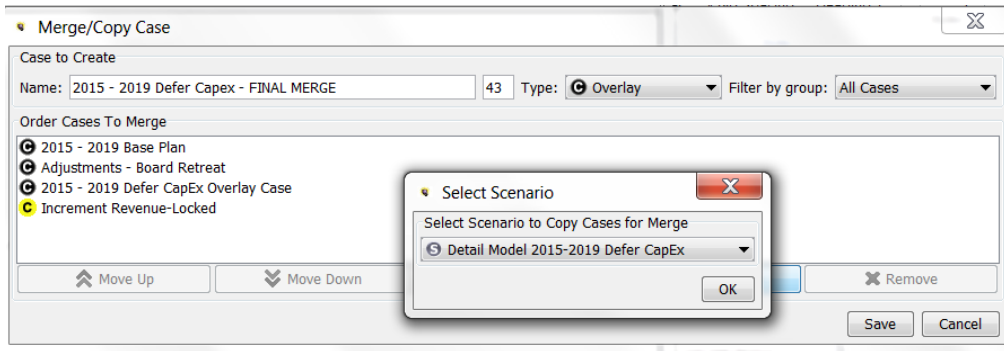 Merge/Copy Case
Case to Create
Name: 2015 - 2019 Defer Capex - FINAL MERGE 43 Type: C Overlay Filter by group: All Cases
Order Cases To Merge
C 2015 - 2019 Base Plan
C Adjustments - Board Retreat
C 2015 - 2019 Defer CapEx Overlay Case
C Increment Revenue-Locked
Select Scenario
Select Scenario to Copy Cases for Merge
S Detail Model 2015-2019 Defer CapEx
OK
Move Up Move Down Remove
Save Cancel